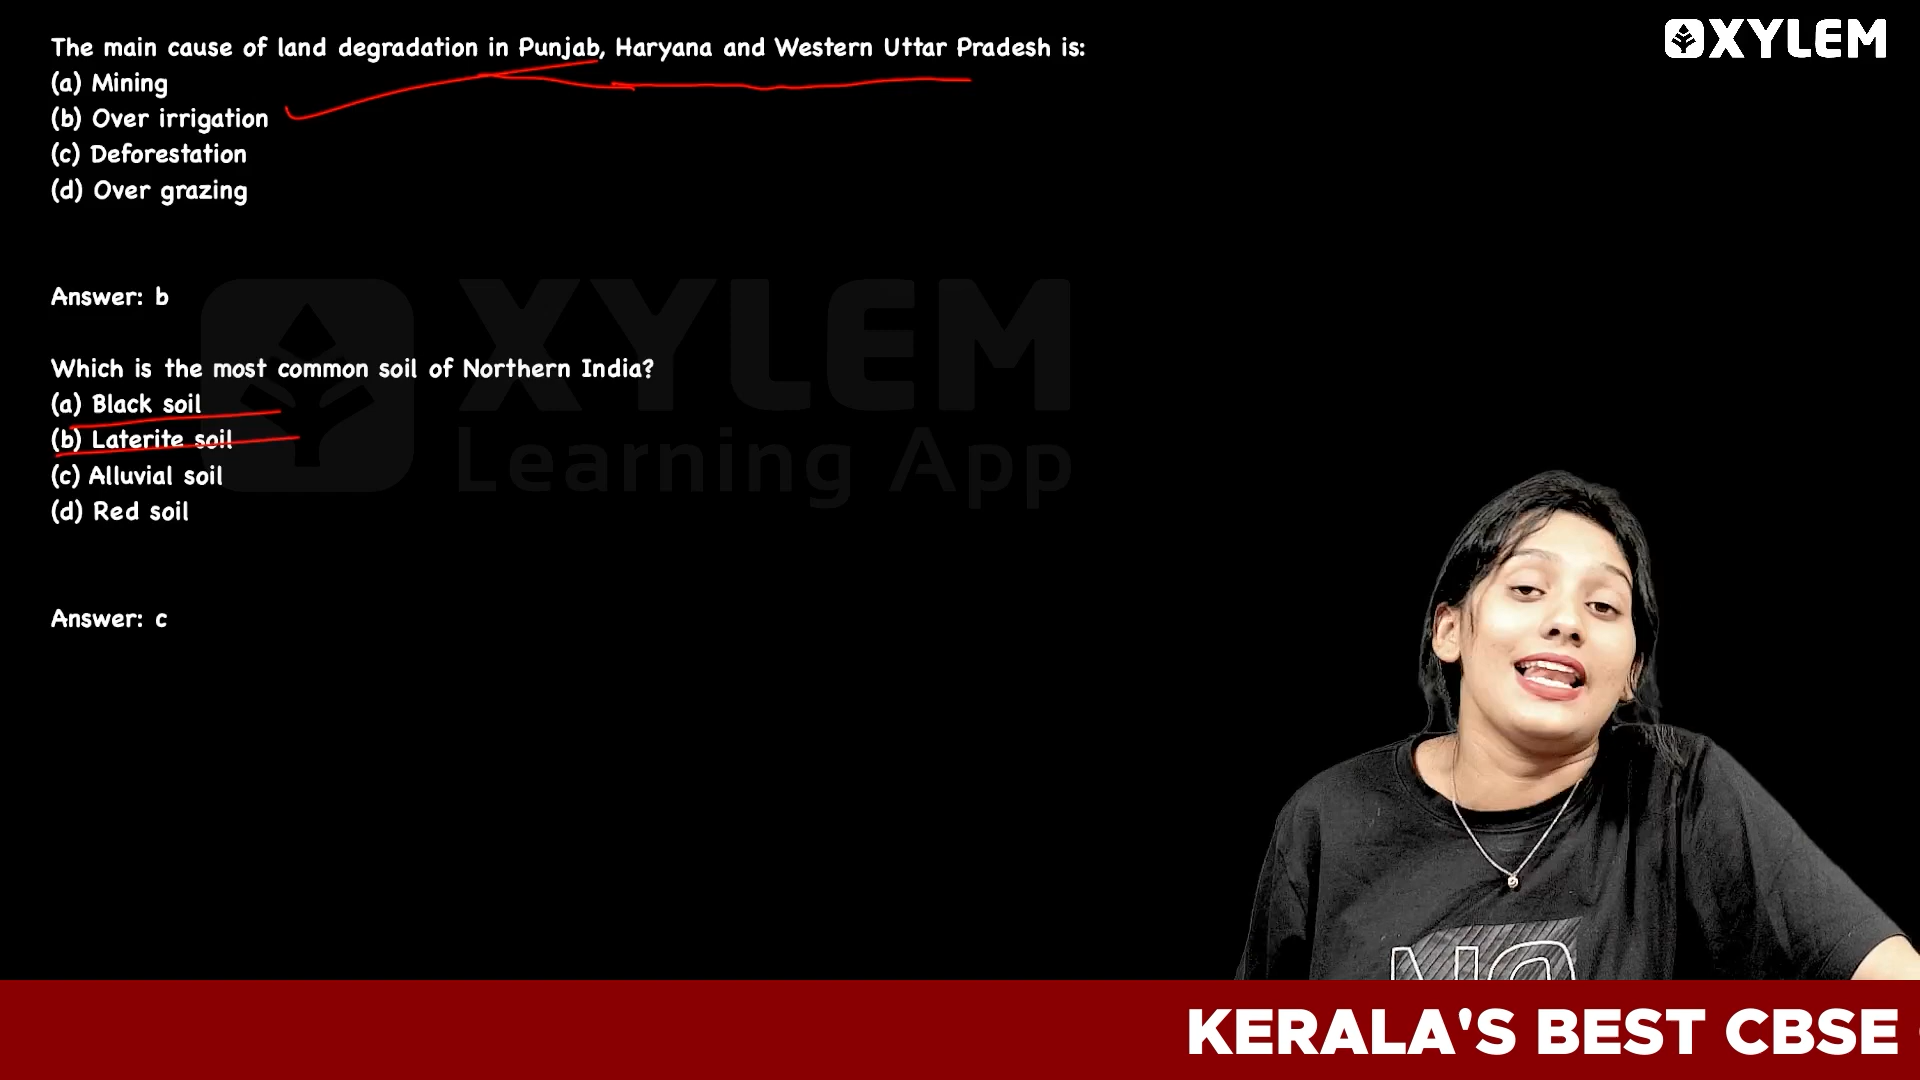 XYLEM
The main cause of land degradation in Punjab, Haryana and Western Uttar Pradesh is:
(a) Mining
(b) Over irrigation
(c) Deforestation
(d) Over grazing
Answer: b
XYLEM
Learning App
Which is the most common soil of Northern India?
(a) Black soil
(b) Laterite soil
(c) Alluvial soil
(d) Red soil
Answer: c
NO
KERALA'S BEST CBSE